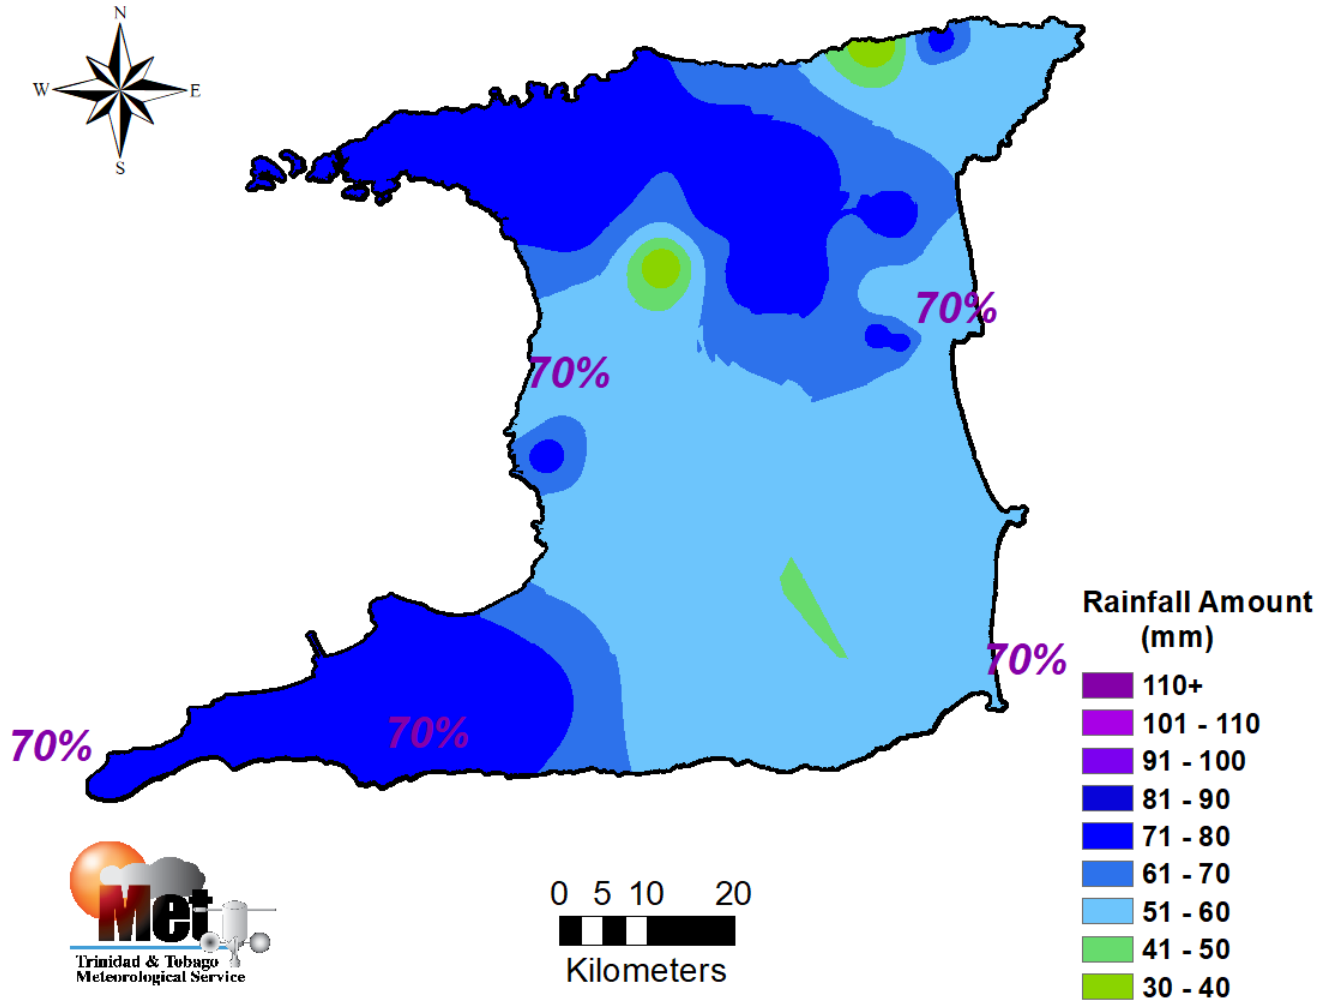 N
W E
S
70%
70%
70%
70%
70%
Rainfall Amount
(mm)
110+
101 - 110
91 - 100
81 - 90
71 - 80
61 - 70
51 - 60
41 - 50
30 - 40
Met
Trinidad & Tobago
Meteorological Service
0 5 10 20
Kilometers